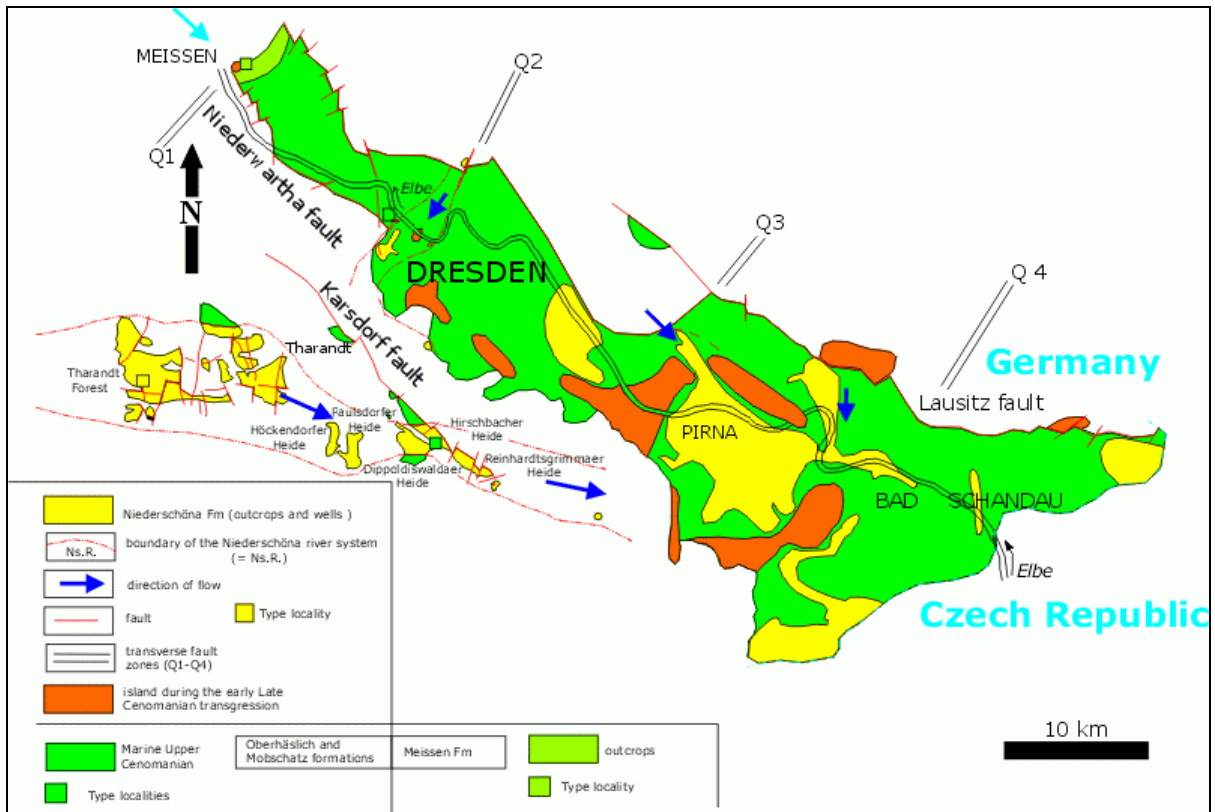 MEISSEN
Q1
N
Niederwartha fault
Q2
Elbe
DRESDEN
Karsdorf fault
Q3
Q 4
Germany
Lausitz fault
Tharandt
Tharandt
Forest
Höckendorfer
Heide
Paulsdorfer
Heide
Hirschbacher
Heide
Dippoldiswaldaer
Heide
Reinhardtsgrimmaer
Heide
PIRNA
BAD SCHANDAU
Elbe
Czech Republic
10 km
Niederschöna Fm (outcrops and wells )
Ns.R.
boundary of the Niederschöna river system
(= Ns.R.)
direction of flow
fault
Type locality
transverse fault
zones (Q1-Q4)
island during the early Late
Cenomanian transgression
Marine Upper
Cenomanian
Oberhäslich and
Mobschatz formations
Meissen Fm
outcrops
Type localities
Type locality